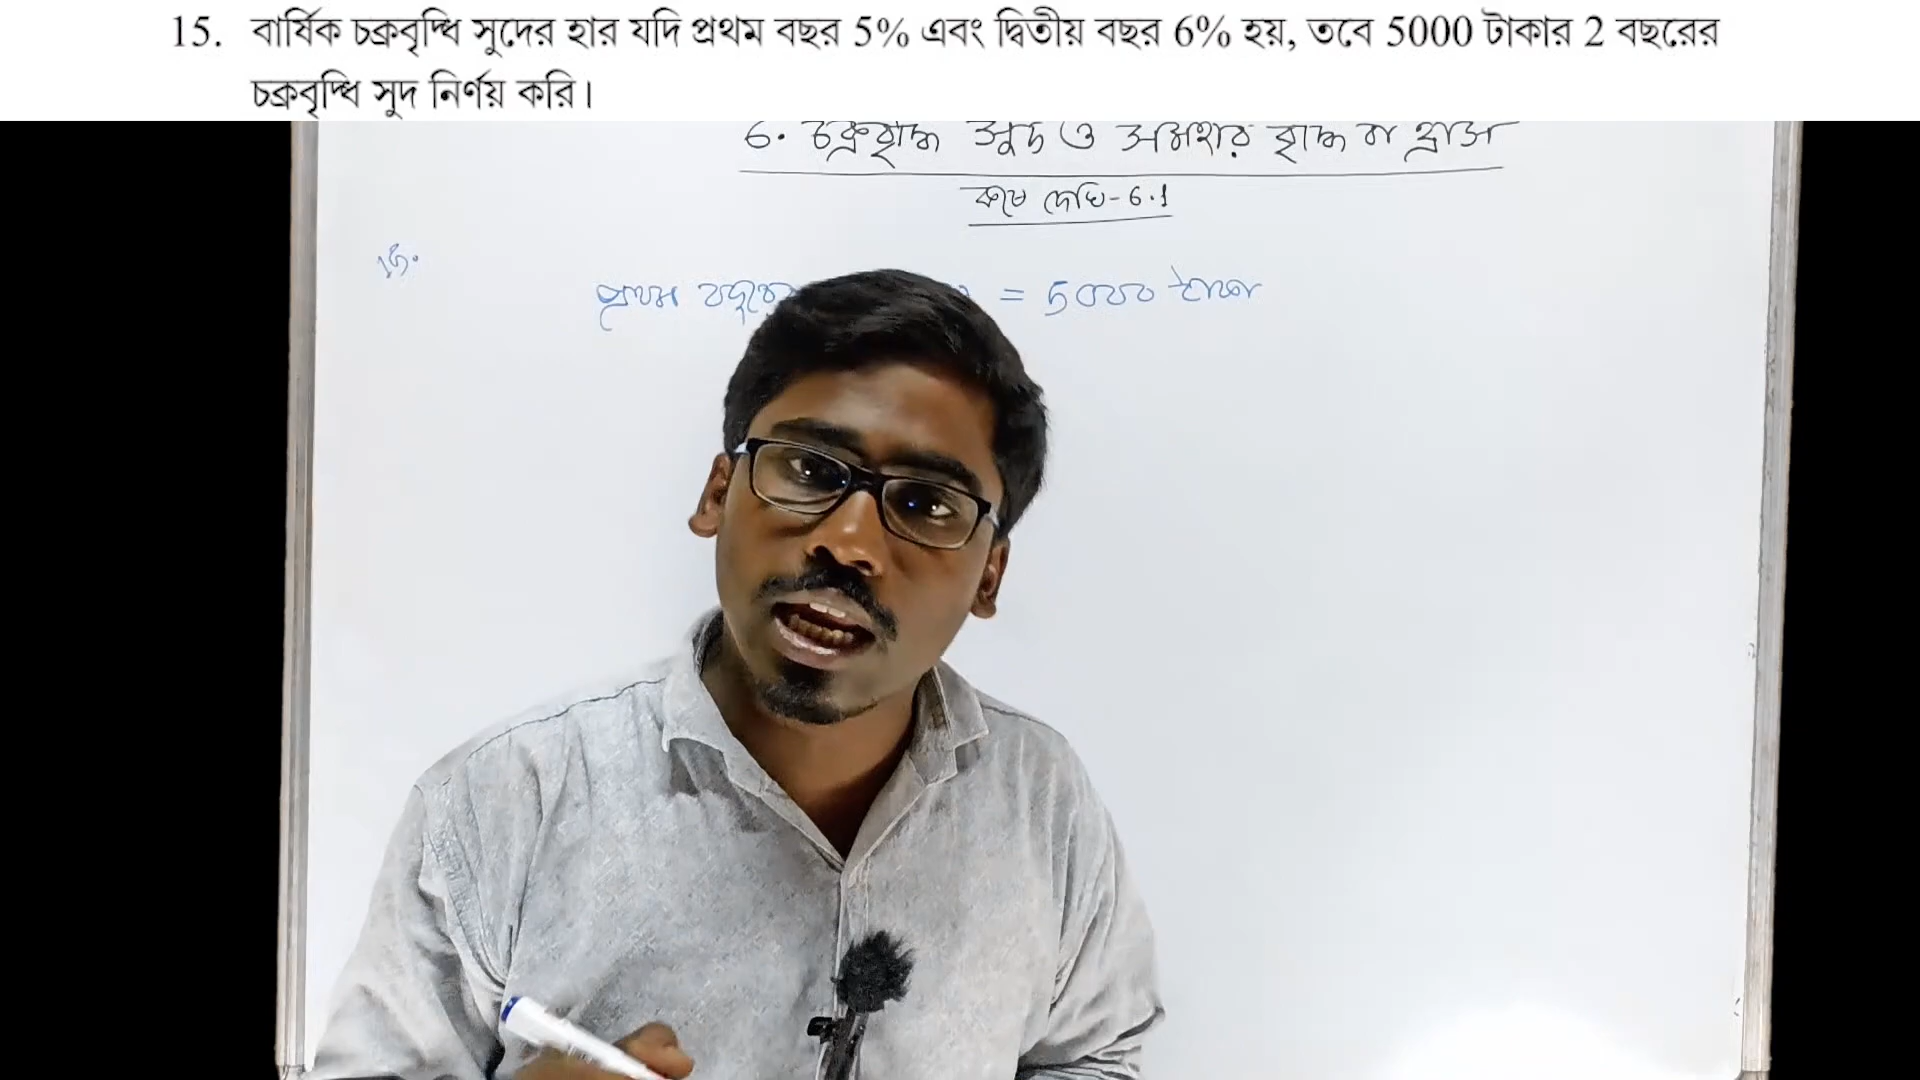 15. বার্ষিক চক্রবৃদ্ধি সুদের হার যদি প্রথম বছর 5% এবং দ্বিতীয় বছর 6% হয়, তবে 5000 টাকার 2 বছরের
চক্রবৃদ্ধি সুদ নির্ণয় করি।
6. চক্রবৃদ্ধি সুদ ও সমহার বৃদ্ধি বা হ্রাস
কষে দেখি - 6.1
15.
প্রথম = 5000 টাকা